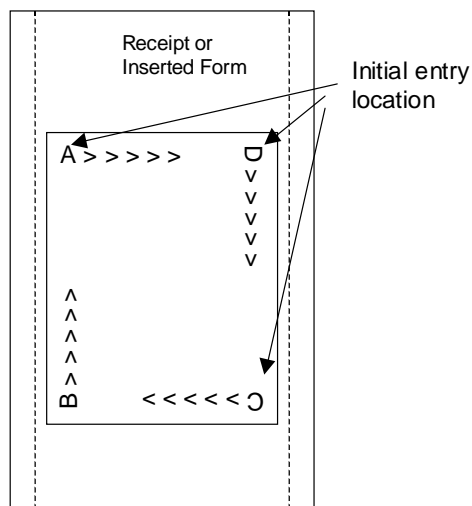 Receipt or
Inserted Form
Initial entry
location
A > > > > >
D > > > > >
B > > > > >
C > > > > >